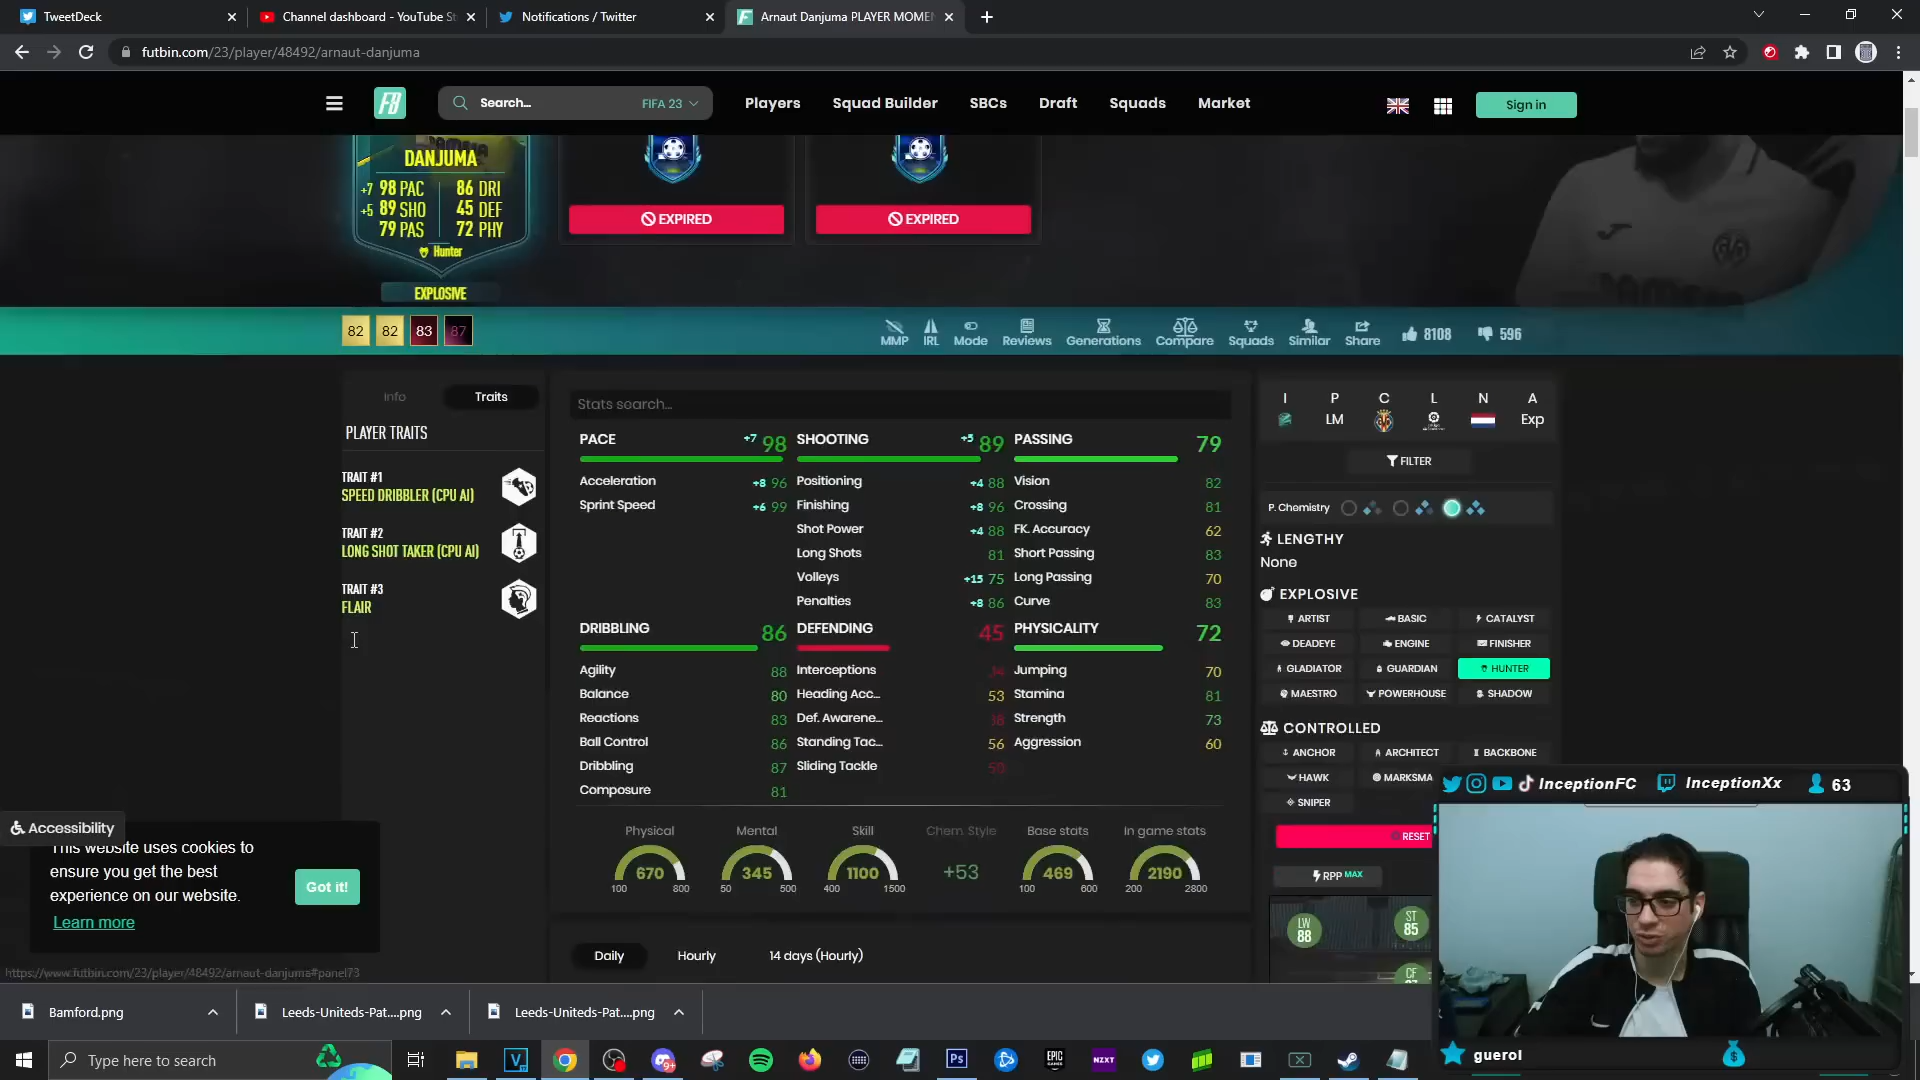 TweetDeck
Channel dashboard - YouTube St
Notifications / Twitter
Arnaut Danjuma PLAYER MOMEN
futbin.com/23/player/48492/arnaut-danjuma
Search...
FIFA 23
Players
Squad Builder
SBCs
Draft
Squads
Market
Sign in
DANJUMA
+7 98 PAC 86 DRI
+5 89 SHO 45 DEF
79 PAS 72 PHY
Hunter
EXPLOSIVE
EXPIRED
EXPIRED
82 82 83 87
MMP
IRL
Mode
Reviews
Generations
Compare
Squads
Similar
Share
8108
596
Info
Traits
PLAYER TRAITS
TRAIT #1
SPEED DRIBBLER (CPU AI)
TRAIT #2
LONG SHOT TAKER (CPU AI)
TRAIT #3
FLAIR
Stats search...
PACE +7 98
Acceleration +8 96
Sprint Speed +6 99
SHOOTING +5 89
Positioning +4 88
Finishing +8 96
Shot Power +4 88
Long Shots 81
Volleys +15 75
Penalties +8 86
PASSING 79
Vision 82
Crossing 81
FK. Accuracy 62
Short Passing 83
Long Passing 70
Curve 83
DRIBBLING 86
Agility 88
Balance 80
Reactions 83
Ball Control 86
Dribbling 87
Composure 81
DEFENDING 45
Interceptions
Heading Acc... 53
Def. Awarene...
Standing Tac... 56
Sliding Tackle
PHYSICALITY 72
Jumping 70
Stamina 81
Strength 73
Aggression 60
Physical
670
100 800
Mental
345
50 500
Skill
1100
400 1500
Chem. Style
+53
Base stats
469
100 600
In game stats
2190
200 2800
Daily
Hourly
14 days (Hourly)
I P C L N A
LM
Exp
FILTER
P. Chemistry
LENGTHY
None
EXPLOSIVE
ARTIST
BASIC
CATALYST
DEADEYE
ENGINE
FINISHER
GLADIATOR
GUARDIAN
HUNTER
MAESTRO
POWERHOUSE
SHADOW
CONTROLLED
ANCHOR
ARCHITECT
BACKBONE
HAWK
MARKSMA
SNIPER
RESET
RPP MAX
LW
88
ST
85
CF
InceptionFC
InceptionXx
63
guerol
Accessibility
This website uses cookies to
ensure you get the best
experience on our website.
Learn more
Got it!
https://www.futbin.com/23/player/48492/arnaut-danjuma#panel73
Bamford.png
Leeds-Uniteds-Pat....png
Leeds-Uniteds-Pat....png
Type here to search
9+
Ps
EPIC
GAMES
NZXT